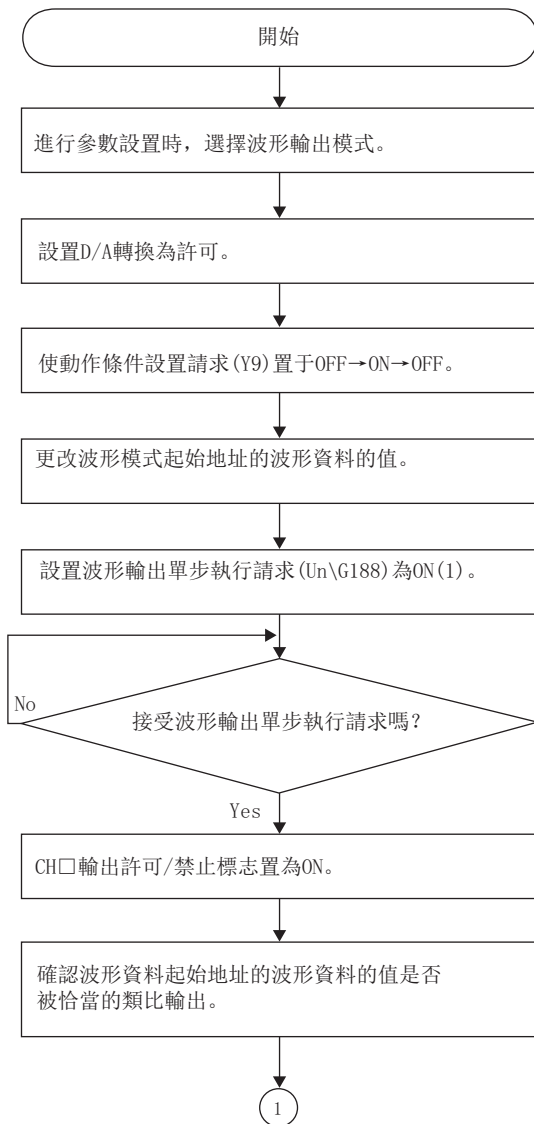 開始
進行參數設置時，選擇波形輸出模式。
設置D/A轉換為許可。
使動作條件設置請求(Y9)置于OFF→ON→OFF。
更改波形模式起始地址的波形資料的值。
設置波形輸出單步執行請求(Un\G188)為ON(1)。
No
接受波形輸出單步執行請求嗎？
Yes
CH□輸出許可/禁止標志置為ON。
確認波形資料起始地址的波形資料的值是否
被恰當的類比輸出。
1